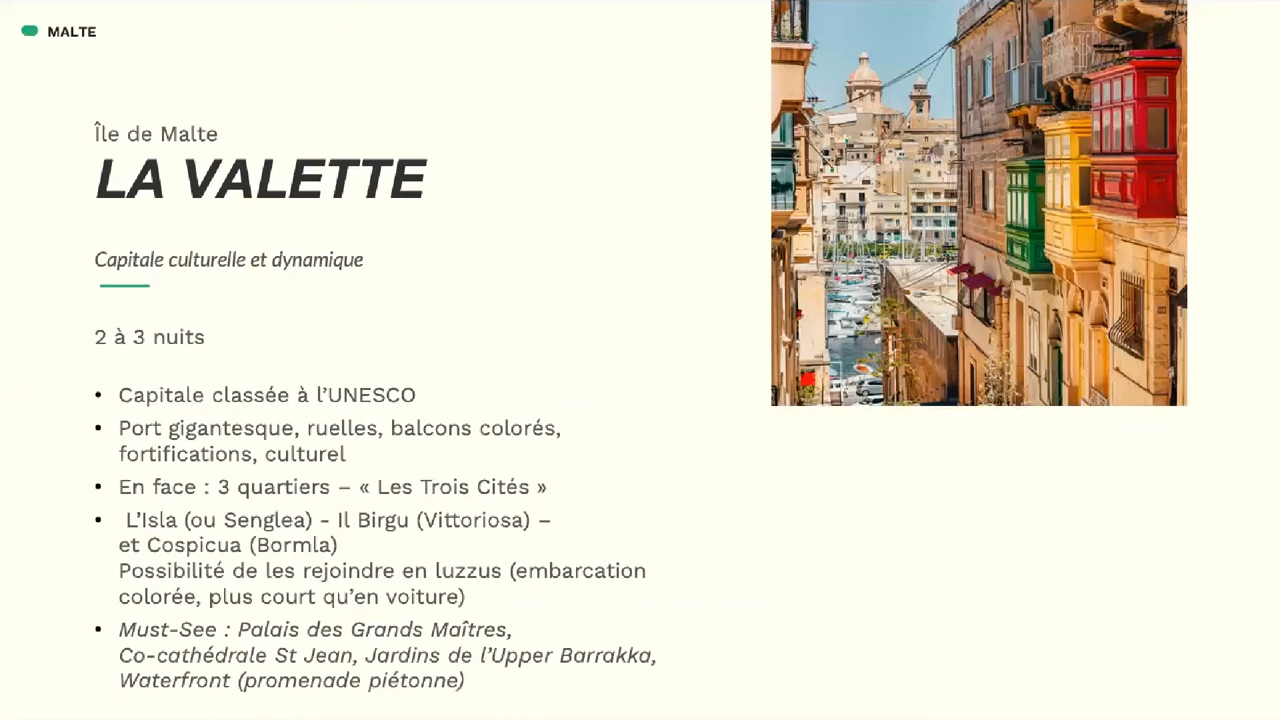 MALTE
Île de Malte
LA VALETTE
Capitale culturelle et dynamique
2 à 3 nuits
• Capitale classée à l’UNESCO
• Port gigantesque, ruelles, balcons colorés,
fortifications, culturel
• En face : 3 quartiers – « Les Trois Cités »
• L’Isla (ou Senglea) - Il Birgu (Vittoriosa) –
et Cospicua (Bormla)
Possibilité de les rejoindre en luzzus (embarcation
colorée, plus court qu’en voiture)
• Must-See : Palais des Grands Maîtres,
Co-cathédrale St Jean, Jardins de l’Upper Barrakka,
Waterfront (promenade piétonne)